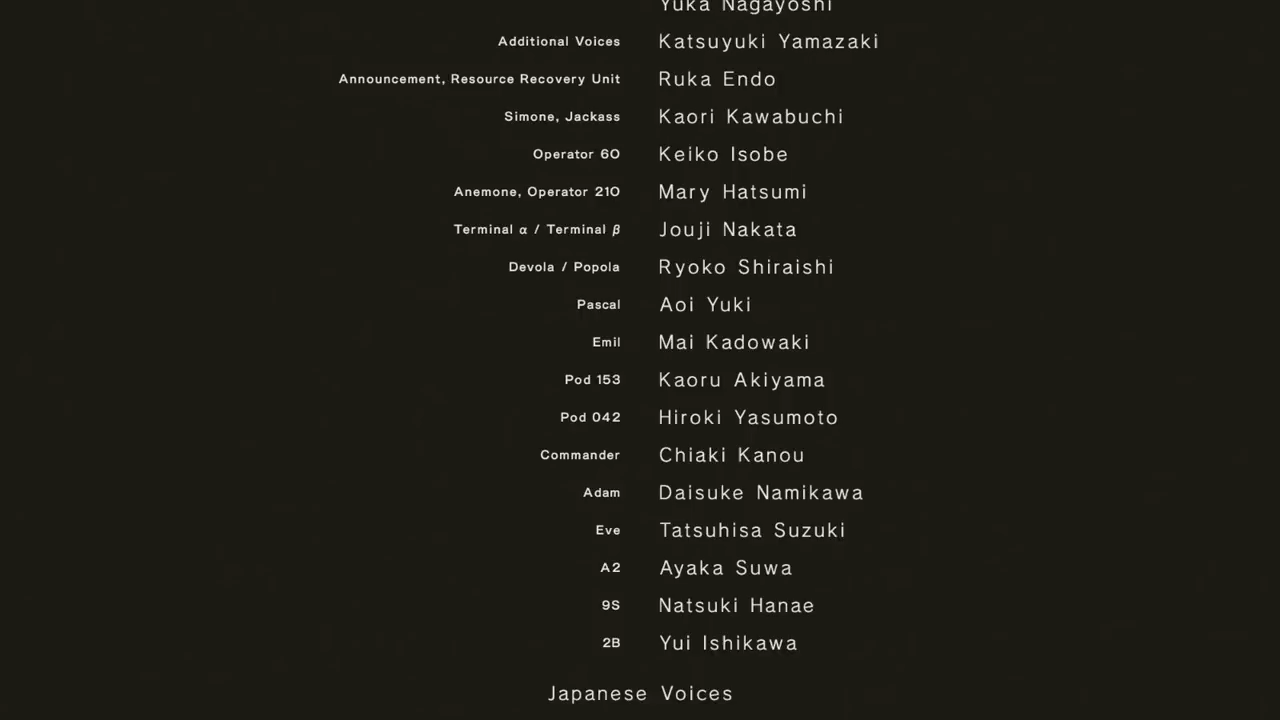 Yuka Nagayoshi
Additional Voices Katsuyuki Yamazaki
Announcement, Resource Recovery Unit Ruka Endo
Simone, Jackass Kaori Kawabuchi
Operator 6O Keiko Isobe
Anemone, Operator 21O Mary Hatsumi
Terminal α / Terminal β Jouji Nakata
Devola / Popola Ryoko Shiraishi
Pascal Aoi Yuki
Emil Mai Kadowaki
Pod 153 Kaoru Akiyama
Pod 042 Hiroki Yasumoto
Commander Chiaki Kanou
Adam Daisuke Namikawa
Eve Tatsuhisa Suzuki
A2 Ayaka Suwa
9S Natsuki Hanae
2B Yui Ishikawa
Japanese Voices